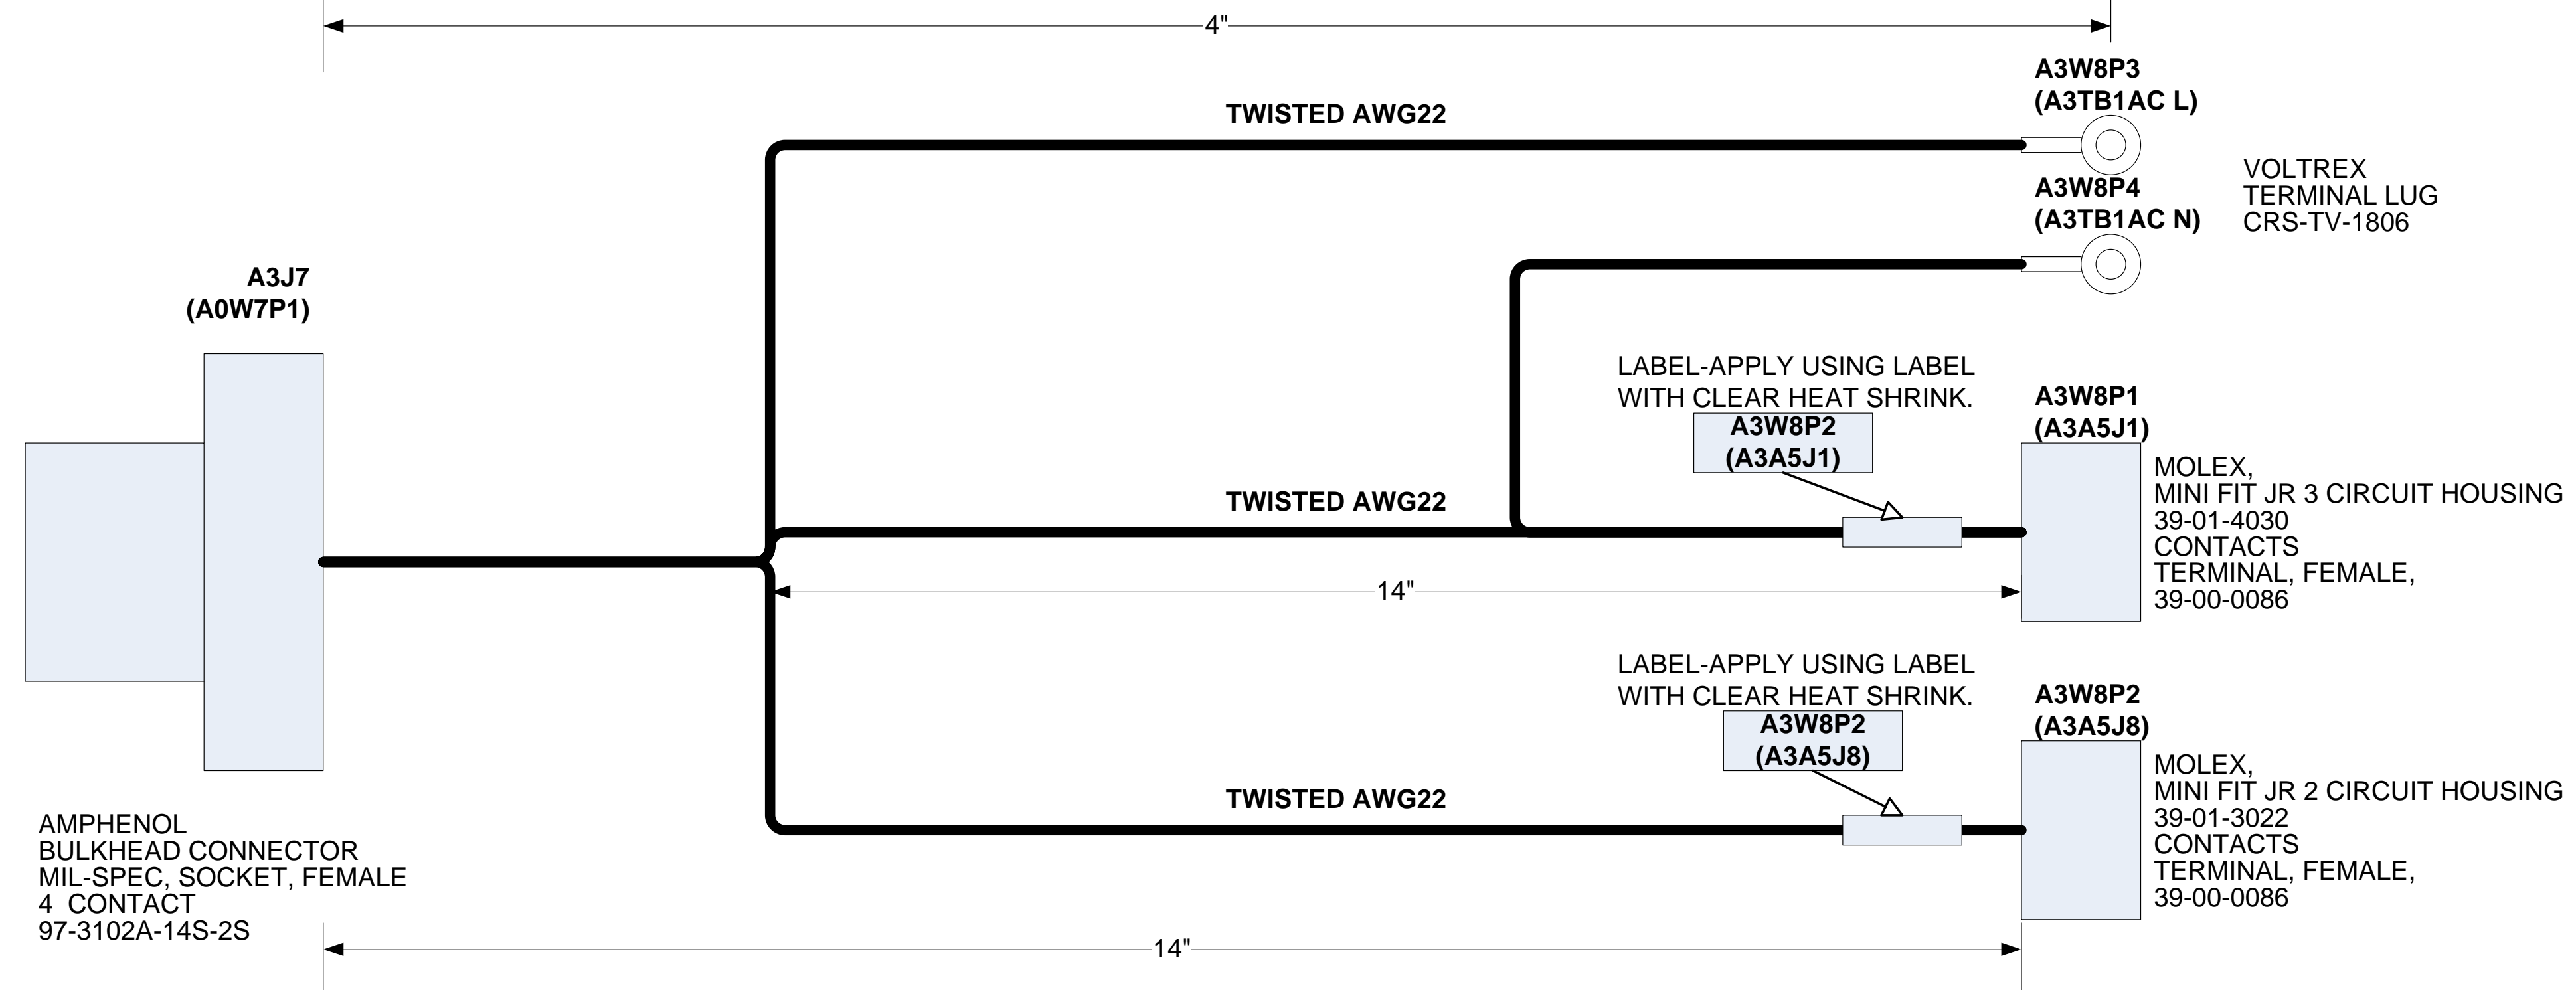 4"
A3W8P3
(A3TB1AC L)
TWISTED AWG22
VOLTREX
TERMINAL LUG
CRS-TV-1806
A3W8P4
(A3TB1AC N)
A3J7
(A0W7P1)
LABEL-APPLY USING LABEL
WITH CLEAR HEAT SHRINK.
A3W8P2
(A3A5J1)
A3W8P1
(A3A5J1)
MOLEX,
MINI FIT JR 3 CIRCUIT HOUSING
39-01-4030
CONTACTS
TERMINAL, FEMALE,
39-00-0086
TWISTED AWG22
14"
LABEL-APPLY USING LABEL
WITH CLEAR HEAT SHRINK.
A3W8P2
(A3A5J8)
A3W8P2
(A3A5J8)
MOLEX,
MINI FIT JR 2 CIRCUIT HOUSING
39-01-3022
CONTACTS
TERMINAL, FEMALE,
39-00-0086
TWISTED AWG22
AMPHENOL
BULKHEAD CONNECTOR
MIL-SPEC, SOCKET, FEMALE
4  CONTACT
97-3102A-14S-2S
14"